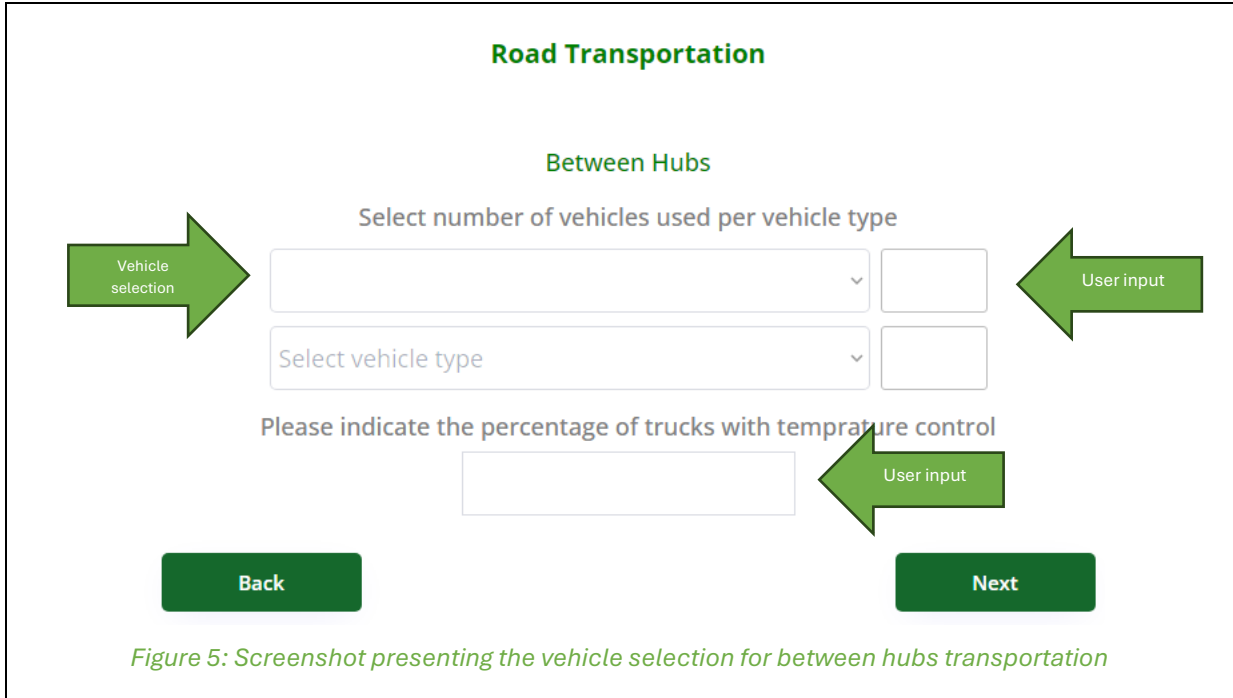 Road Transportation
Between Hubs
Select number of vehicles used per vehicle type
Vehicle
selection
User input
Select vehicle type
Please indicate the percentage of trucks with temprature control
User input
Back
Next
Figure 5: Screenshot presenting the vehicle selection for between hubs transportation